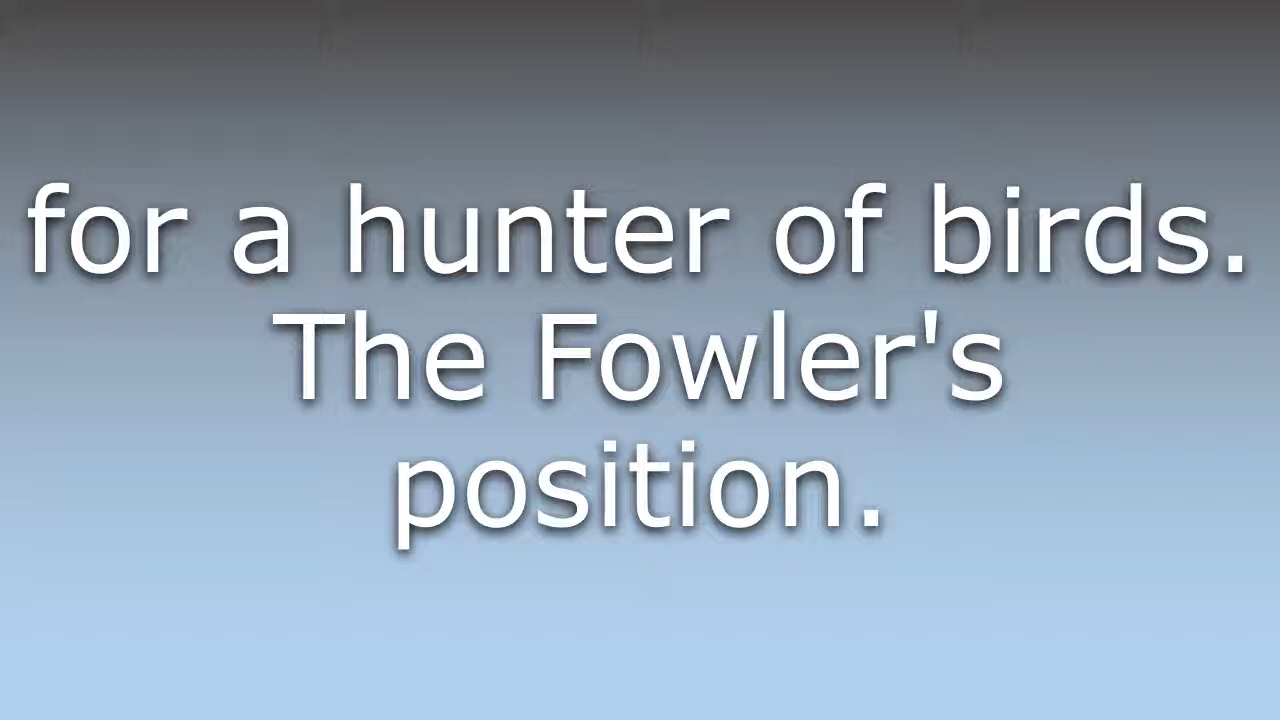 for a hunter of birds.
The Fowler's
position.